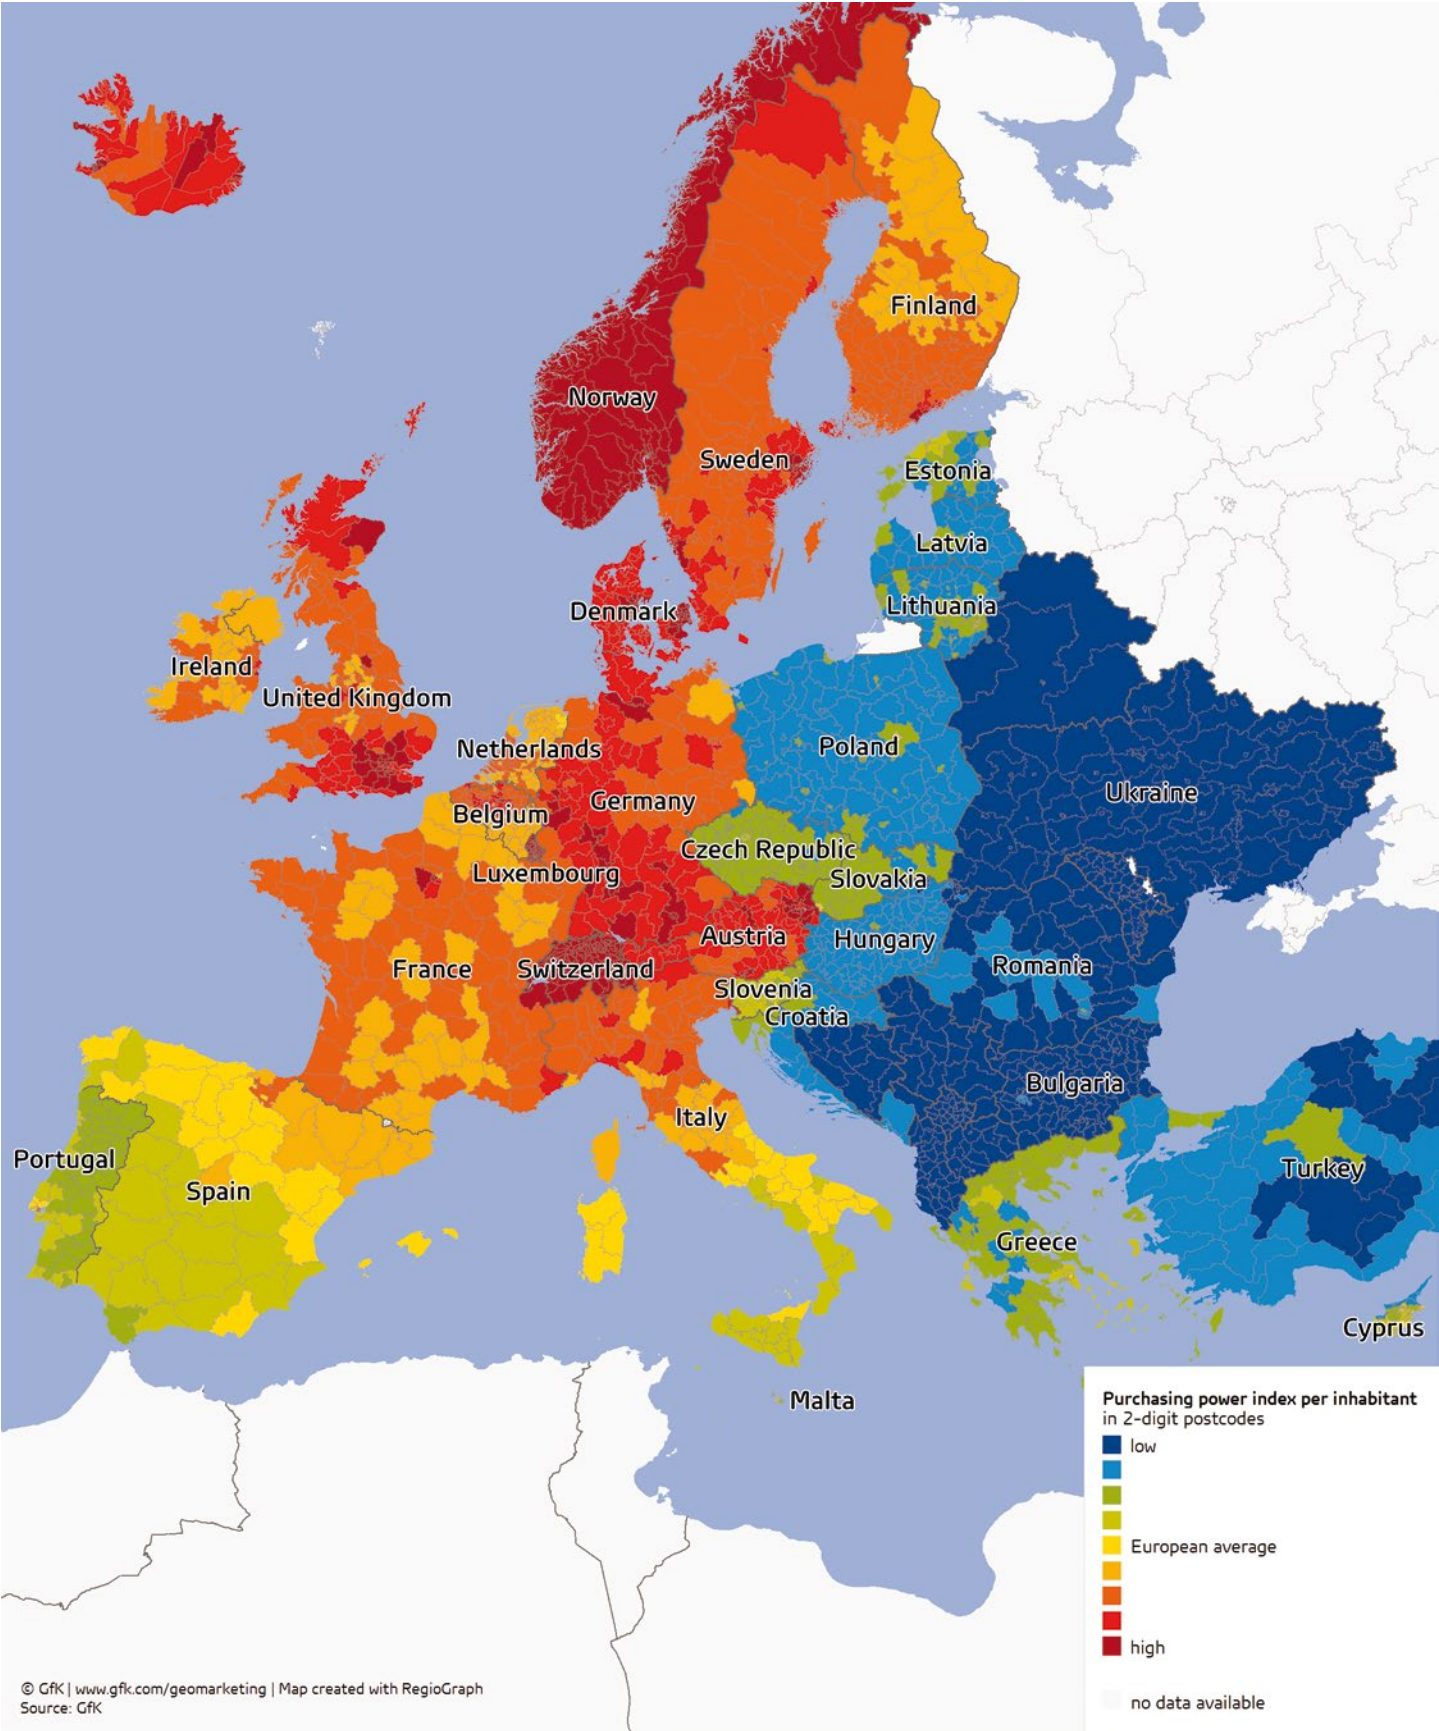 Finland
Norway
Sweden
Estonia
Latvia
Denmark
Lithuania
Ireland
United Kingdom
Netherlands
Poland
Ukraine
Germany
Belgium
Czech Republic
Luxembourg
Slovakia
Austria
Hungary
France
Switzerland
Romania
Slovenia
Croatia
Bulgaria
Italy
Portugal
Turkey
Spain
Greece
Cyprus
Malta
Purchasing power index per inhabitant
in 2-digit postcodes
low
European average
high
no data available
© GfK | www.gfk.com/geomarketing | Map created with RegioGraph
Source: GfK